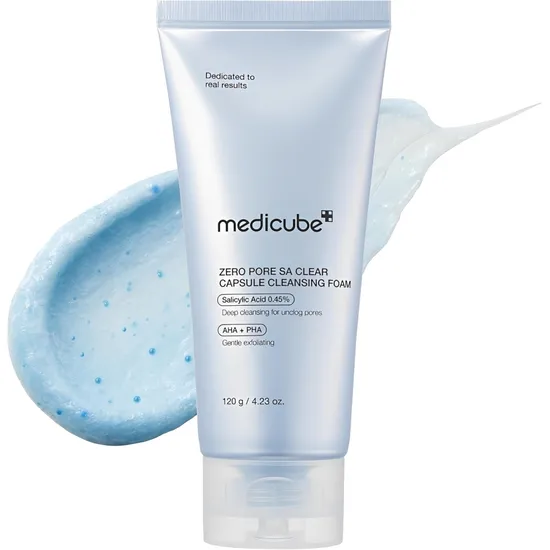 Dedicated to
real results
medicube
ZERO PORE SA CLEAR
CAPSULE CLEANSING FOAM
Salicylic Acid 0.45%
Deep cleansing for unclog pores
AHA + PHA
Gentle exfoliating
120 g / 4.23 oz.